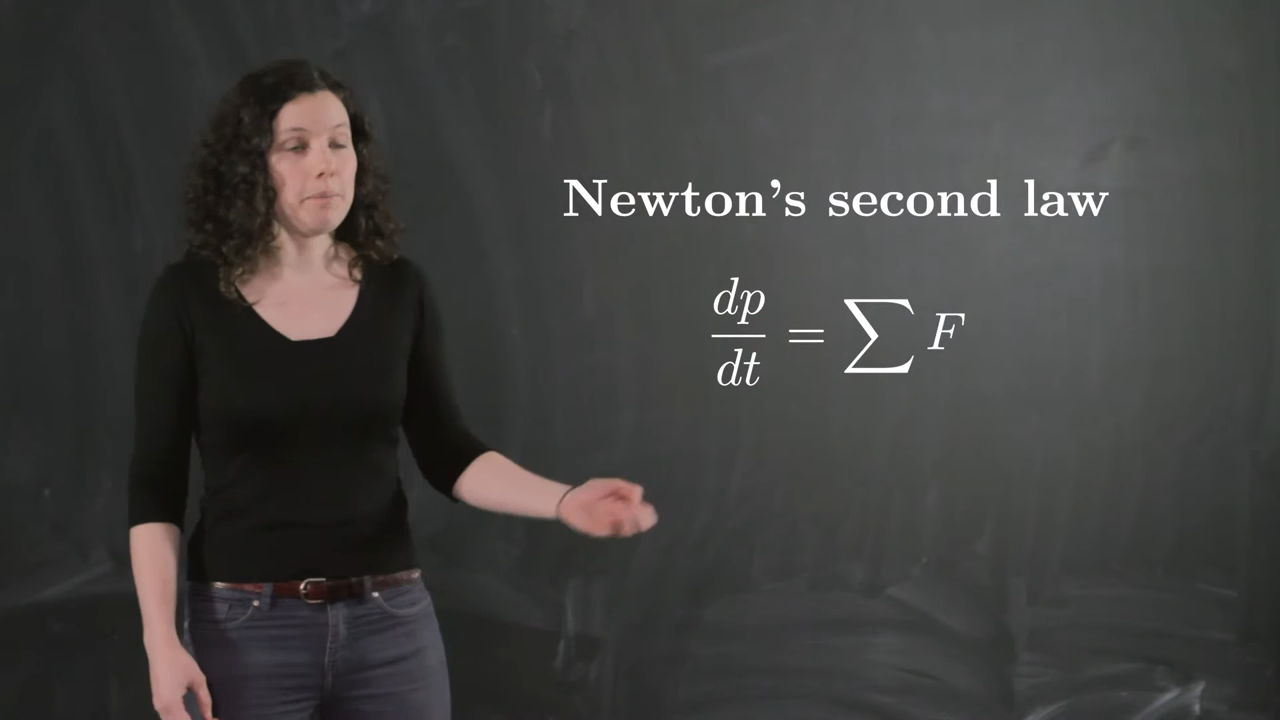 Newton's second law
dp/dt = ∑ F